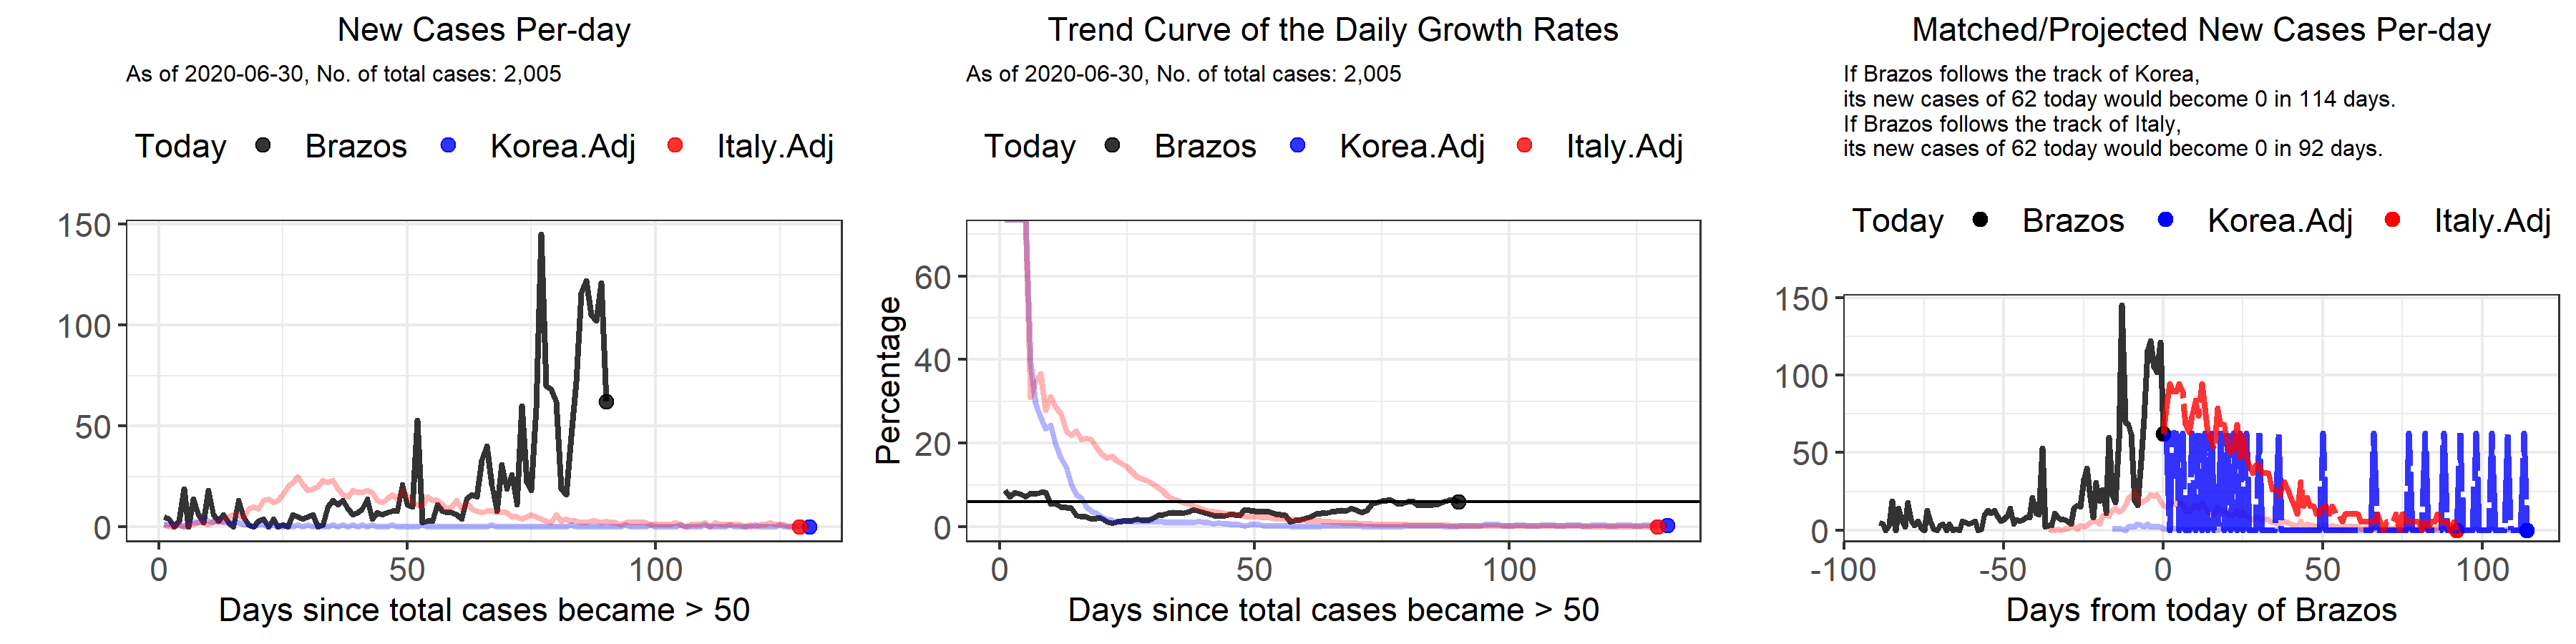 New Cases Per-day
As of 2020-06-30, No. of total cases: 2,005
Today Brazos Korea.Adj Italy.Adj
150
100
50
0
0 50 100
Days since total cases became > 50
Trend Curve of the Daily Growth Rates
As of 2020-06-30, No. of total cases: 2,005
Today Brazos Korea.Adj Italy.Adj
Percentage
60
40
20
0
0 50 100
Days since total cases became > 50
Matched/Projected New Cases Per-day
If Brazos follows the track of Korea,
its new cases of 62 today would become 0 in 114 days.
If Brazos follows the track of Italy,
its new cases of 62 today would become 0 in 92 days.
Today Brazos Korea.Adj Italy.Adj
150
100
50
0
-100 -50 0 50 100
Days from today of Brazos